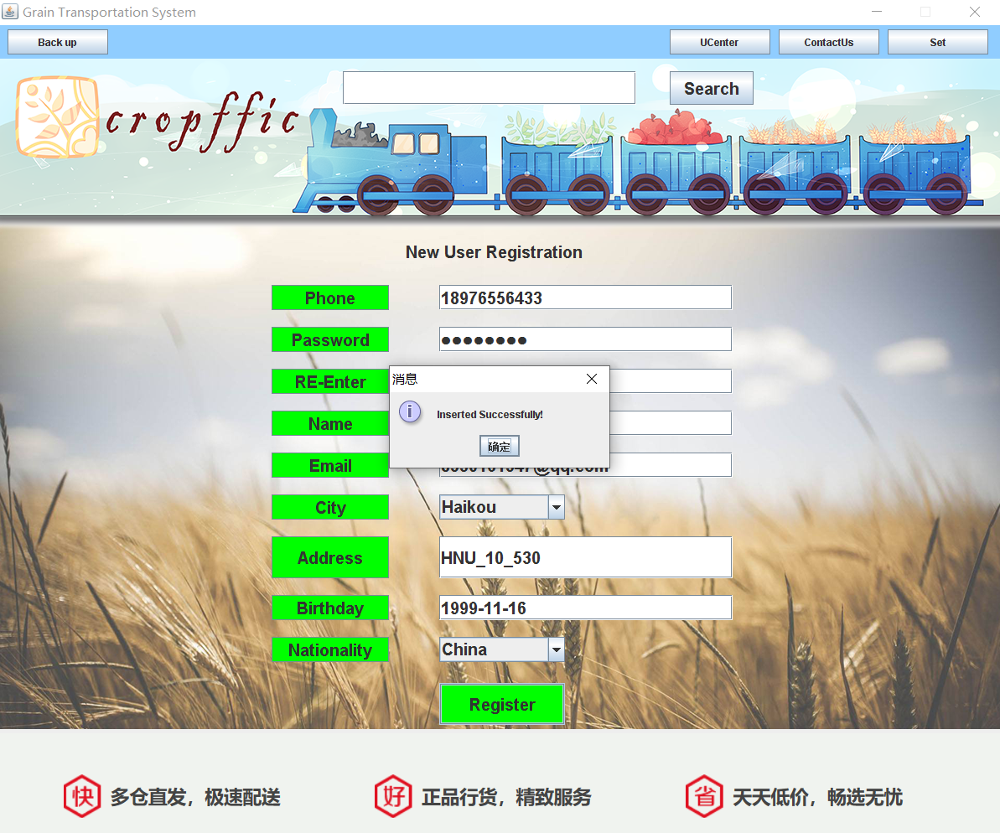 Grain Transportation System
Back up
UCenter
ContactUs
Set
cropffic
Search
New User Registration
Phone
18976556433
Password
●●●●●●●●
RE-Enter
消息
Inserted Successfully!
确定
Name
Email
@qq.com
City
Haikou
Address
HNU_10_530
Birthday
1999-11-16
Nationality
China
Register
快 多仓直发，极速配送
好 正品行货，精致服务
省 天天低价，畅选无忧